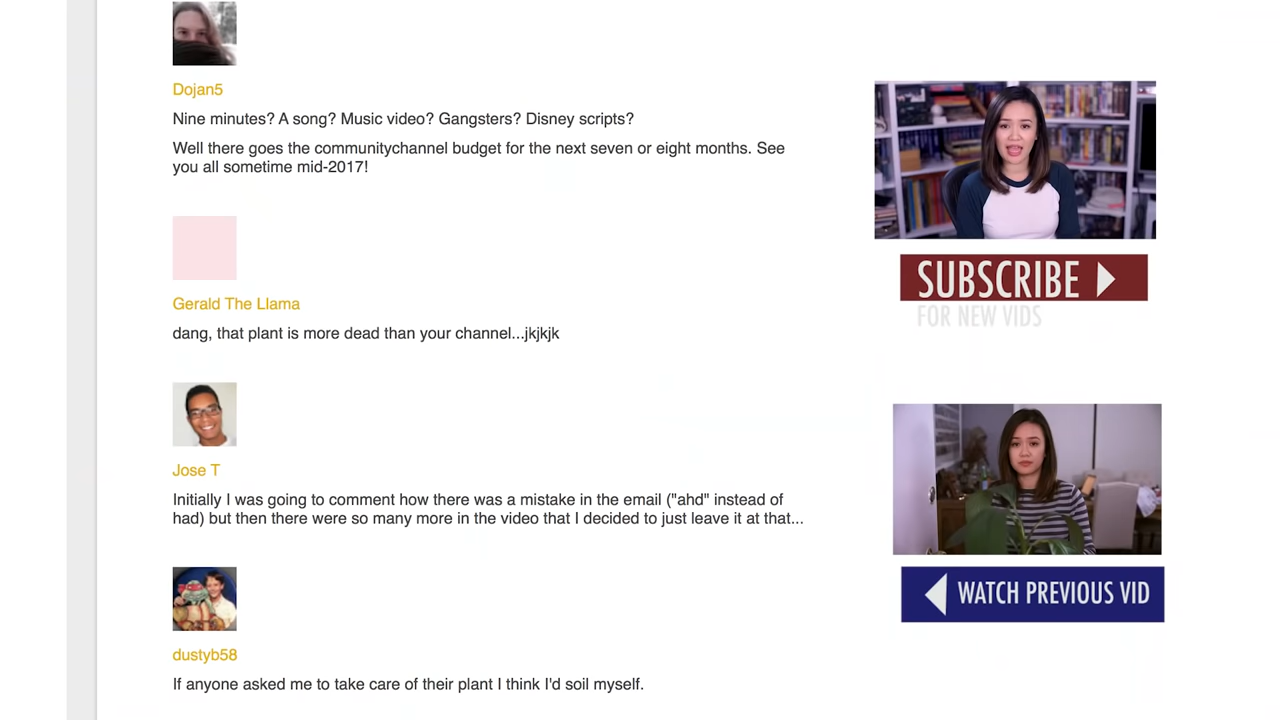 Dojan5
Nine minutes? A song? Music video? Gangsters? Disney scripts?
Well there goes the communitychannel budget for the next seven or eight months. See
you all sometime mid-2017!
Gerald The Llama
dang, that plant is more dead than your channel...jkjkjk
Jose T
Initially I was going to comment how there was a mistake in the email ("ahd" instead of
had) but then there were so many more in the video that I decided to just leave it at that...
dustyb58
If anyone asked me to take care of their plant I think I'd soil myself.
SUBSCRIBE
FOR NEW VIDS
WATCH PREVIOUS VID